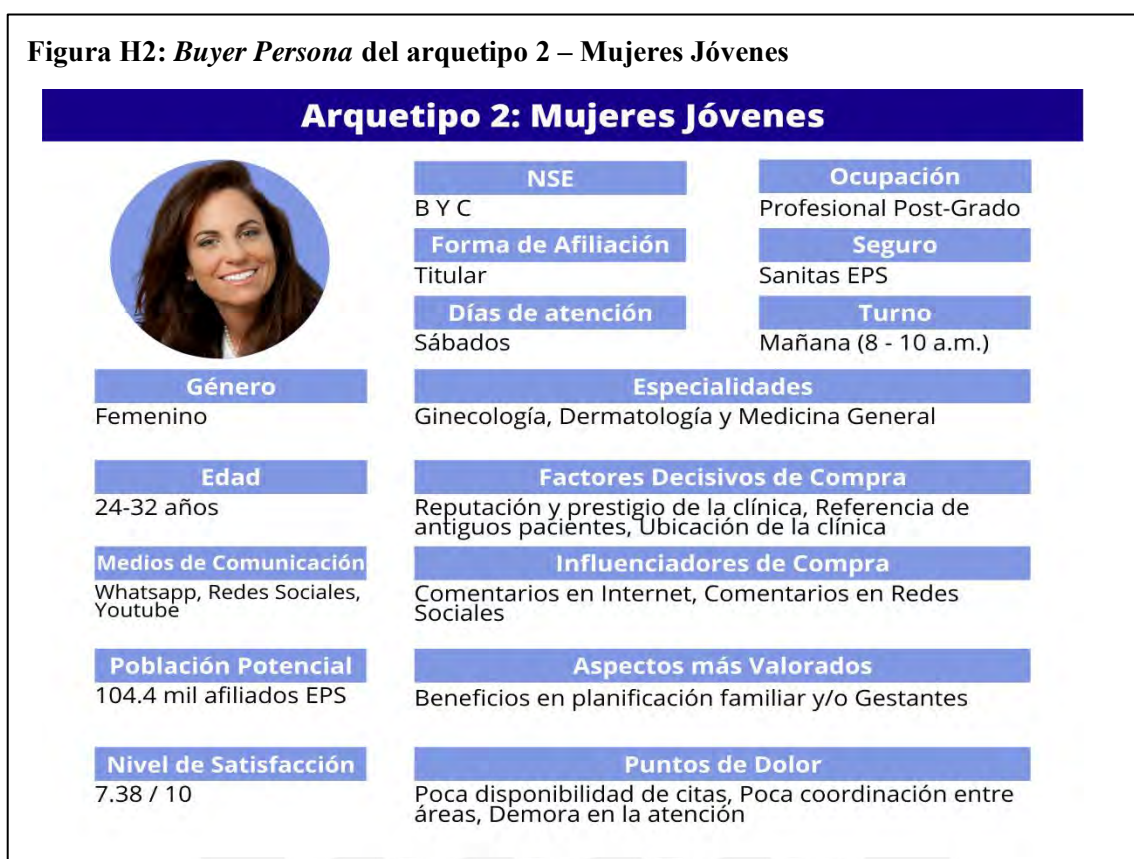 Figura H2: Buyer Persona del arquetipo 2 – Mujeres Jóvenes
Arquetipo 2: Mujeres Jóvenes
NSE
B Y C
Ocupación
Profesional Post-Grado
Forma de Afiliación
Titular
Seguro
Sanitas EPS
Días de atención
Sábados
Turno
Mañana (8 - 10 a.m.)
Género
Femenino
Especialidades
Ginecología, Dermatología y Medicina General
Edad
24-32 años
Factores Decisivos de Compra
Reputación y prestigio de la clínica, Referencia de
antiguos pacientes, Ubicación de la clínica
Medios de Comunicación
Whatsapp, Redes Sociales,
Youtube
Influenciadores de Compra
Comentarios en Internet, Comentarios en Redes
Sociales
Población Potencial
104.4 mil afiliados EPS
Aspectos más Valorados
Beneficios en planificación familiar y/o Gestantes
Nivel de Satisfacción
7.38 / 10
Puntos de Dolor
Poca disponibilidad de citas, Poca coordinación entre
áreas, Demora en la atención